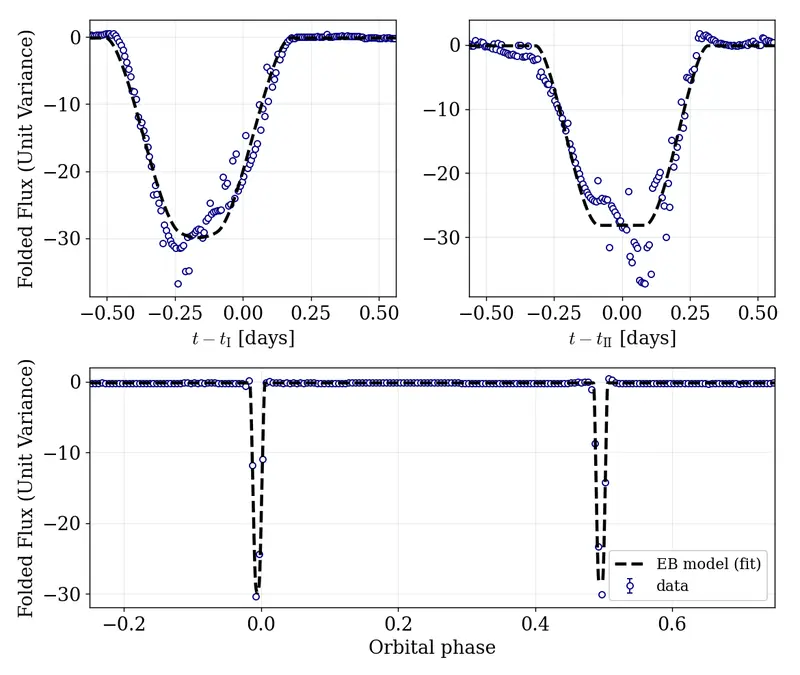 Folded Flux (Unit Variance)
0
−10
−20
−30
−0.50 −0.25 0.00 0.25 0.50
t − t_I [days]
0
−10
−20
−30
−0.50 −0.25 0.00 0.25 0.50
t − t_II [days]
Folded Flux (Unit Variance)
0
−10
−20
−30
−0.2 0.0 0.2 0.4 0.6
Orbital phase
EB model (fit)
data